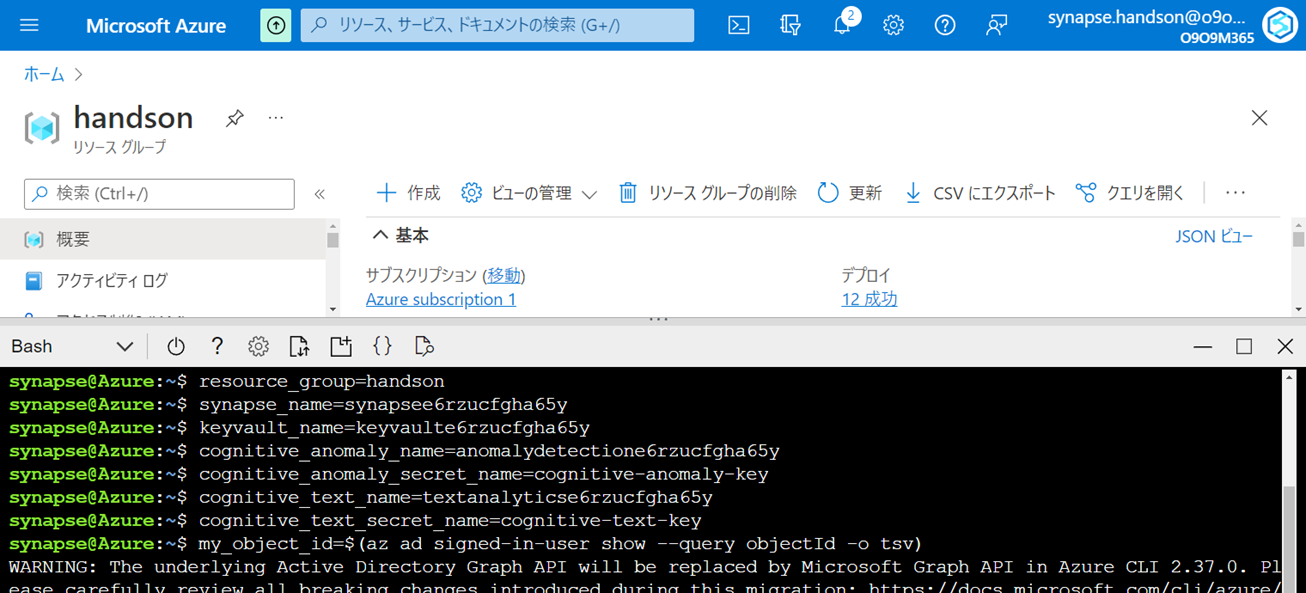 Microsoft Azure
リソース、サービス、ドキュメントの検索 (G+/)
2
synapse.handson@o9o...
O9O9M365
ホーム
handson
リソース グループ
検索 (Ctrl+/)
作成
ビューの管理
リソース グループの削除
更新
CSV にエクスポート
クエリを開く
概要
アクティビティ ログ
基本
JSON ビュー
サブスクリプション (移動)
デプロイ
Azure subscription 1
12 成功
Bash
synapse@Azure:~$ resource_group=handson
synapse@Azure:~$ synapse_name=synapsee6rzucfgha65y
synapse@Azure:~$ keyvault_name=keyvaulte6rzucfgha65y
synapse@Azure:~$ cognitive_anomaly_name=anomalydetectione6rzucfgha65y
synapse@Azure:~$ cognitive_anomaly_secret_name=cognitive-anomaly-key
synapse@Azure:~$ cognitive_text_name=textanalyticse6rzucfgha65y
synapse@Azure:~$ cognitive_text_secret_name=cognitive-text-key
synapse@Azure:~$ my_object_id=$(az ad signed-in-user show --query objectId -o tsv)
WARNING: The underlying Active Directory Graph API will be replaced by Microsoft Graph API in Azure CLI 2.37.0. Pl
ease carefully review all breaking changes introduced during this migration: https://docs.microsoft.com/cli/azure/